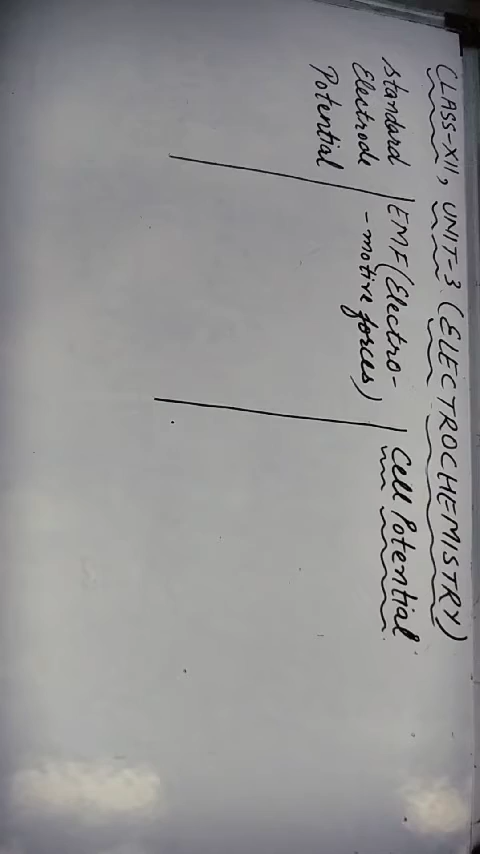 CLASS-XII, UNIT-3 (ELECTROCHEMISTRY)
Standard
Electrode
Potential
EMF (Electro-
-motive forces)
Cell Potential